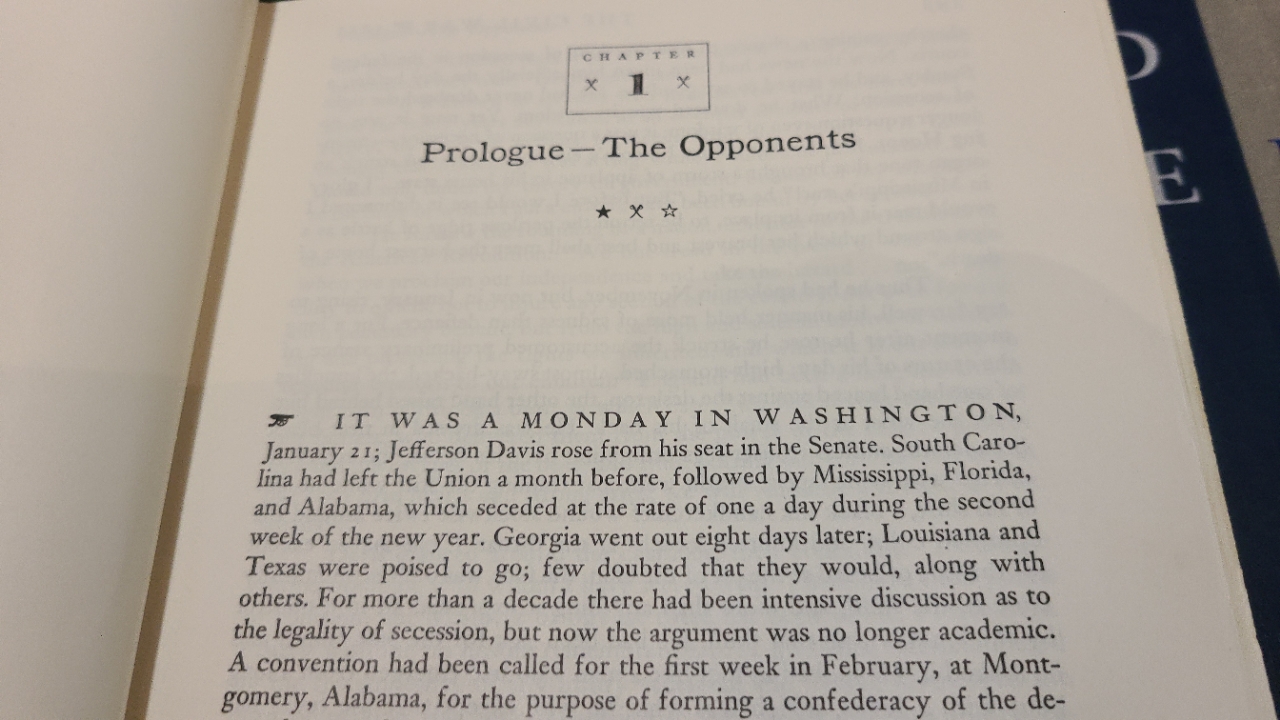 CHAPTER
1
Prologue — The Opponents
IT WAS A MONDAY IN WASHINGTON,
January 21; Jefferson Davis rose from his seat in the Senate. South Caro-
lina had left the Union a month before, followed by Mississippi, Florida,
and Alabama, which seceded at the rate of one a day during the second
week of the new year. Georgia went out eight days later; Louisiana and
Texas were poised to go; few doubted that they would, along with
others. For more than a decade there had been intensive discussion as to
the legality of secession, but now the argument was no longer academic.
A convention had been called for the first week in February, at Mont-
gomery, Alabama, for the purpose of forming a confederacy of the de-